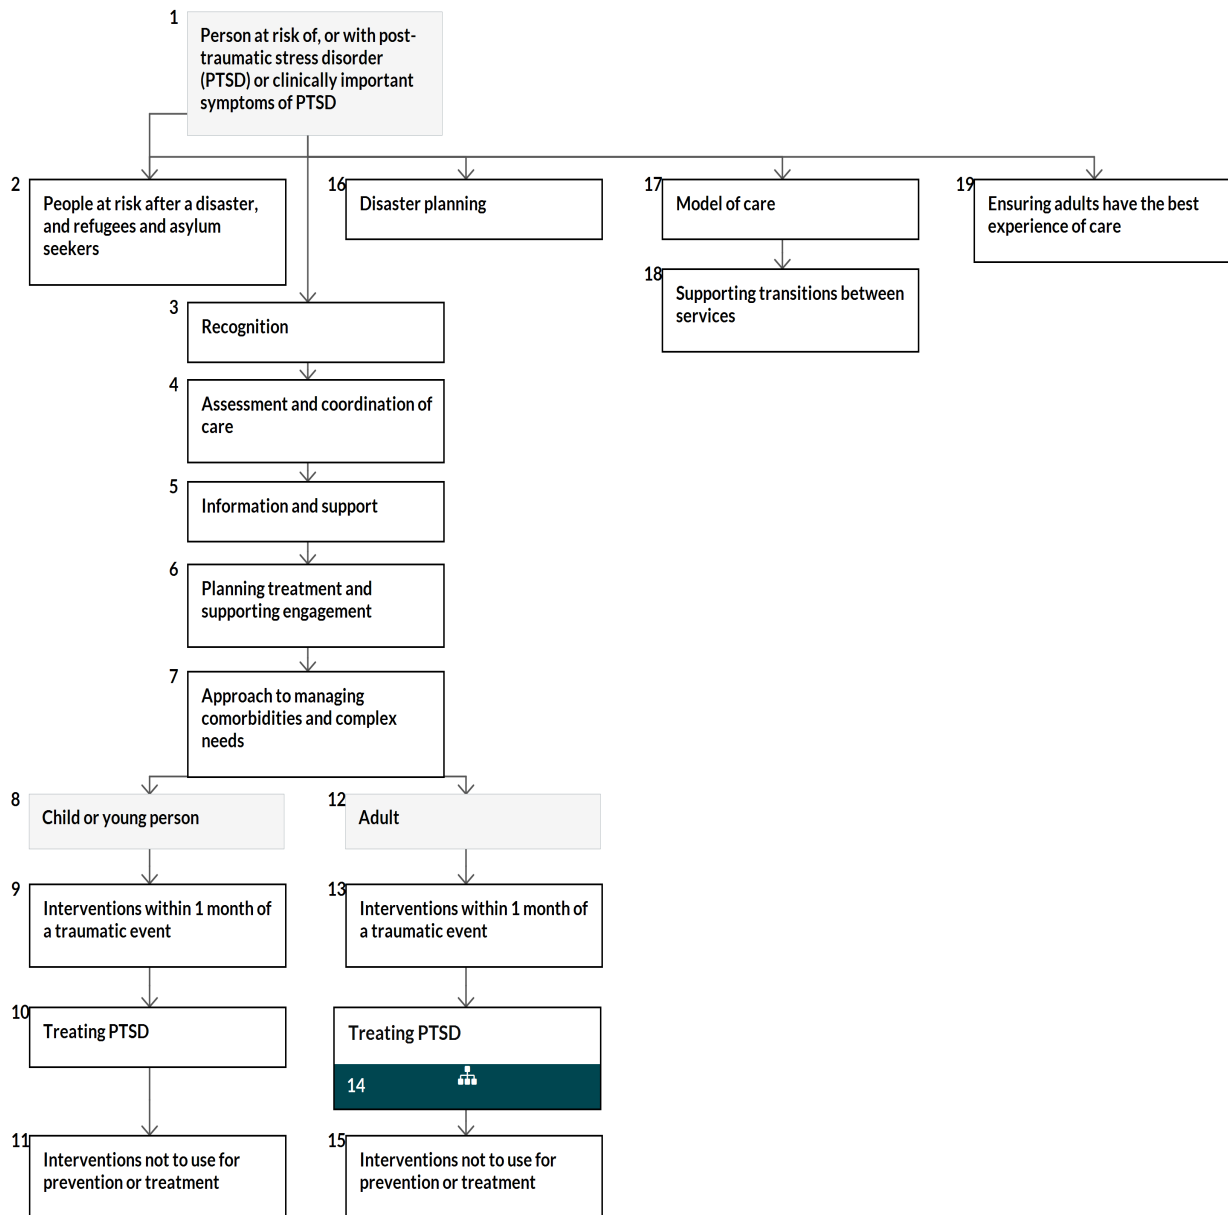 1
Person at risk of, or with post-
traumatic stress disorder
(PTSD) or clinically important
symptoms of PTSD
2
People at risk after a disaster,
and refugees and asylum
seekers
16
Disaster planning
17
Model of care
19
Ensuring adults have the best
experience of care
18
Supporting transitions between
services
3
Recognition
4
Assessment and coordination of
care
5
Information and support
6
Planning treatment and
supporting engagement
7
Approach to managing
comorbidities and complex
needs
8
Child or young person
12
Adult
9
Interventions within 1 month of
a traumatic event
13
Interventions within 1 month of
a traumatic event
10
Treating PTSD
Treating PTSD
14
11
Interventions not to use for
prevention or treatment
15
Interventions not to use for
prevention or treatment